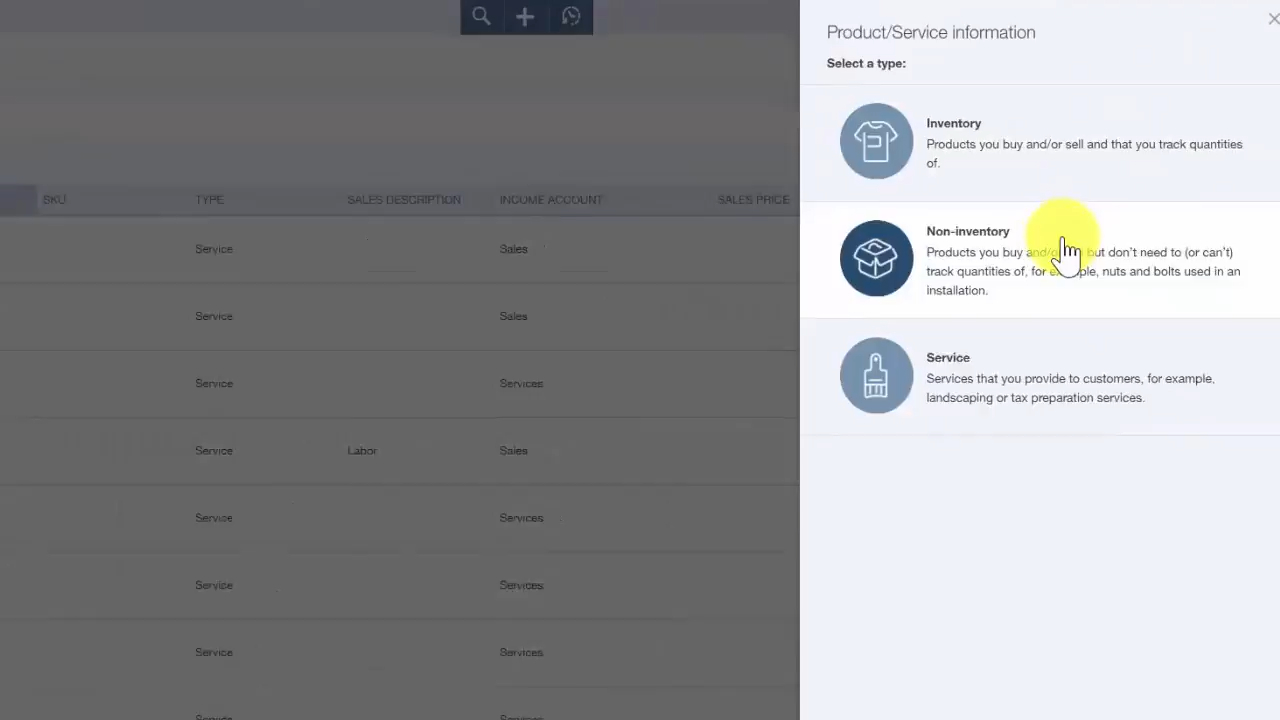 Product/Service information
Select a type:
Inventory
Products you buy and/or sell and that you track quantities
of.
Non-inventory
Products you buy and/ but don't need to (or can't)
track quantities of, for example, nuts and bolts used in an
installation.
Service
Services that you provide to customers, for example,
landscaping or tax preparation services.
SKU TYPE SALES DESCRIPTION INCOME ACCOUNT SALES PRICE
Service Sales
Service Sales
Service Services
Service Labor Sales
Service Services
Service Services
Service Services